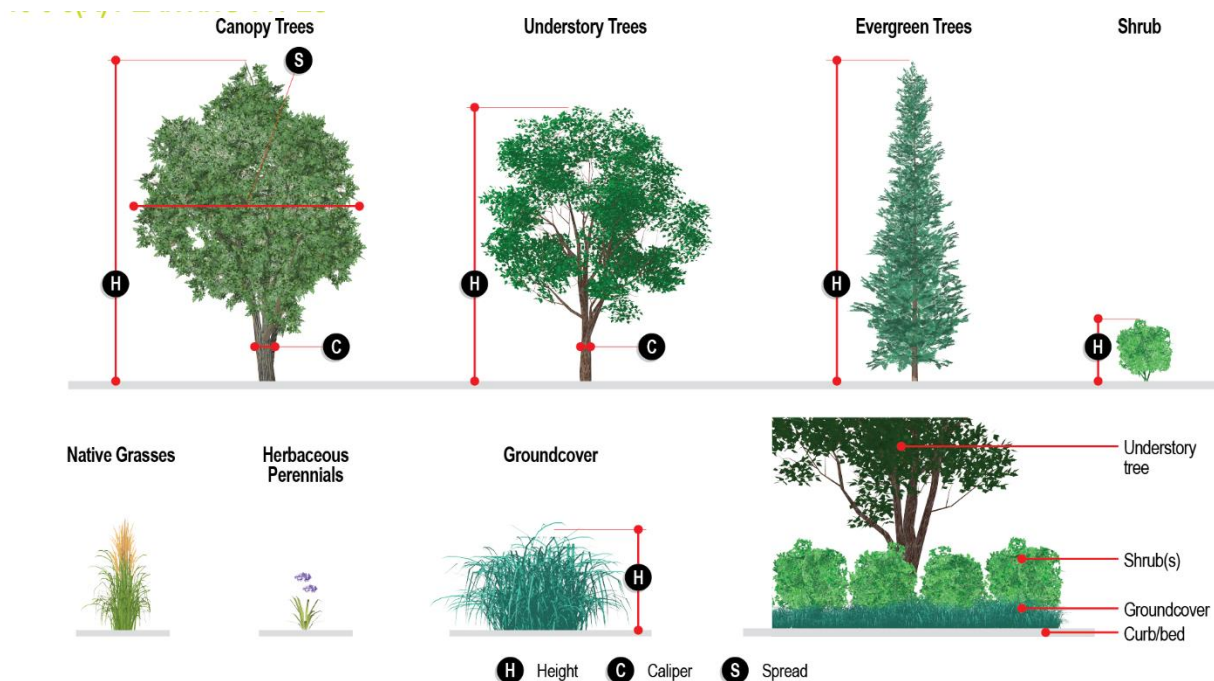 Canopy Trees
Understory Trees
Evergreen Trees
Shrub
S
H
H
H
H
C
C
Native Grasses
Herbaceous
Perennials
Groundcover
H
Understory
tree
Shrub(s)
Groundcover
Curb/bed
H Height C Caliper S Spread